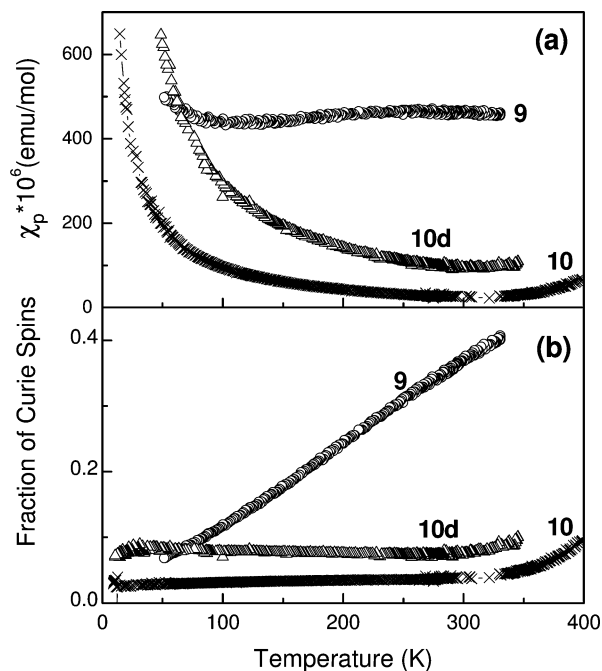 600
400
200
0
χp*10⁶(emu/mol)
(a)
9
10d
10
0.4
0.2
0.0
Fraction of Curie Spins
(b)
9
10d
10
0 100 200 300 400
Temperature (K)